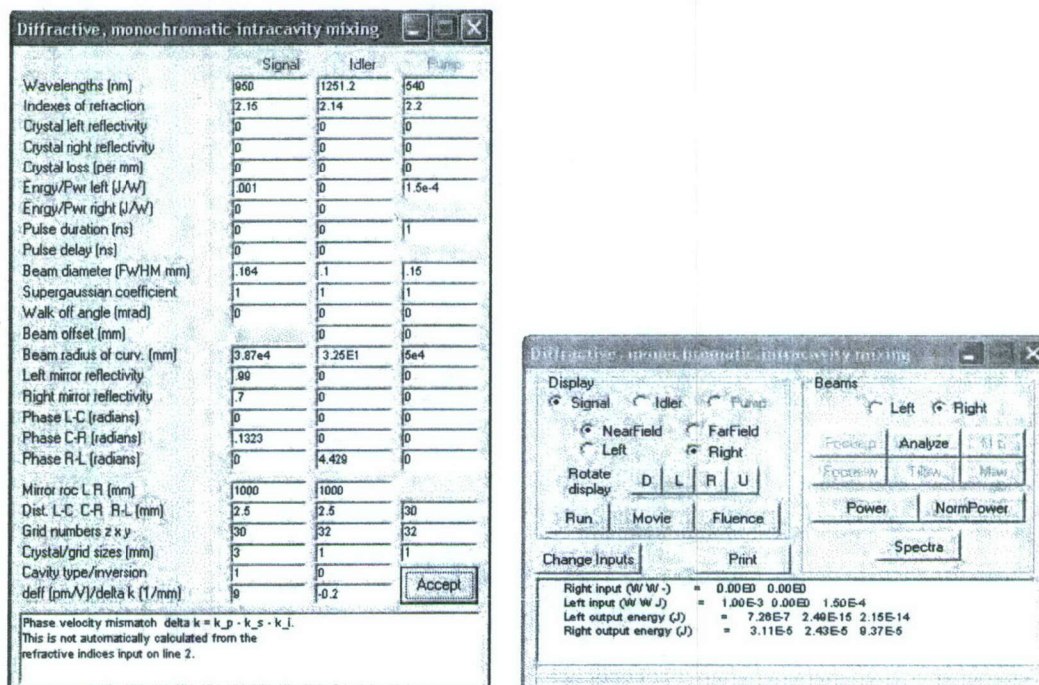 Diffractive, monochromatic intracavity mixing
Signal Idler Pump
Wavelengths (nm) 950 1251.2 540
Indexes of refraction 2.15 2.14 2.2
Crystal left reflectivity 0 0 0
Crystal right reflectivity 0 0 0
Crystal loss (per mm) 0 0 0
Enrgy/Pwr left (J/W) .001 0 1.5e-4
Enrgy/Pwr right (J/W) 0 0
Pulse duration (ns) 0 0 1
Pulse delay (ns) 0 0
Beam diameter (FWHM mm) .164 .1 .15
Supergaussian coefficient 1 1 1
Walk off angle (mrad) 0 0 0
Beam offset (mm) 0 0
Beam radius of curv. (mm) 3.87e4 3.25E1 5e4
Left mirror reflectivity .99 0 0
Right mirror reflectivity .7 0 0
Phase L-C (radians) 0 0 0
Phase C-R (radians) .1323 0 0
Phase R-L (radians) 0 4.429 0
Mirror roc L R (mm) 1000 1000
Dist. L-C C-R R-L (mm) 2.5 2.5 30
Grid numbers z x y 30 32 32
Crystal/grid sizes (mm) 3 1 1
Cavity type/inversion 1 0
deff (pm/V)/delta k (1/mm) 9 -0.2
Accept
Phase velocity mismatch delta k = k_p - k_s - k_i.
This is not automatically calculated from the
refractive indices input on line 2.
Diffractive, monochromatic intracavity mixing
Display
Signal Idler Pump
NearField FarField
Left Right
Rotate display D L R U
Run Movie Fluence
Beams
Left Right
Analyze
Power NormPower
Spectra
Change Inputs Print
Right input (W W -) = 0.00E0 0.00E0
Left input (W W J) = 1.00E-3 0.00E0 1.50E-4
Left output energy (J) = 7.26E-7 2.49E-15 2.15E-14
Right output energy (J) = 3.11E-5 2.43E-5 9.37E-5